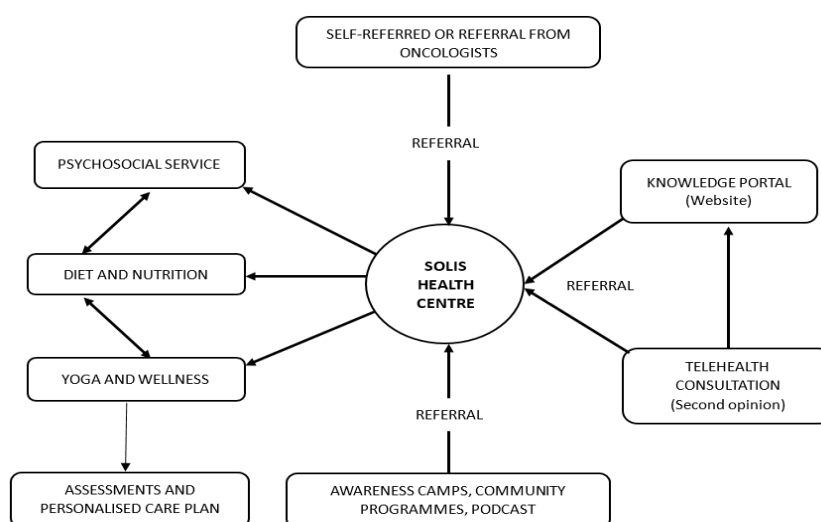 SELF-REFERRED OR REFERRAL FROM
ONCOLOGISTS
REFERRAL
PSYCHOSOCIAL SERVICE
KNOWLEDGE PORTAL
(Website)
DIET AND NUTRITION
SOLIS
HEALTH
CENTRE
REFERRAL
YOGA AND WELLNESS
TELEHEALTH
CONSULTATION
(Second opinion)
REFERRAL
ASSESSMENTS AND
PERSONALISED CARE PLAN
AWARENESS CAMPS, COMMUNITY
PROGRAMMES, PODCAST